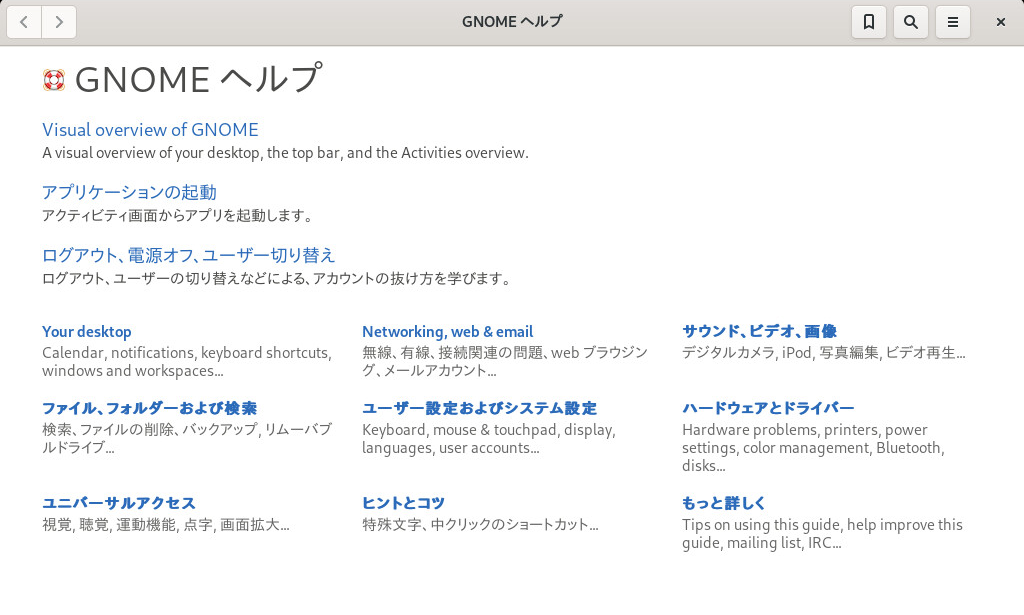 GNOME ヘルプ
GNOME ヘルプ
Visual overview of GNOME
A visual overview of your desktop, the top bar, and the Activities overview.
アプリケーションの起動
アクティビティ画面からアプリを起動します。
ログアウト、電源オフ、ユーザー切り替え
ログアウト、ユーザーの切り替えなどによる、アカウントの抜け方を学びます。
Your desktop
Calendar, notifications, keyboard shortcuts,
windows and workspaces…
Networking, web & email
無線、有線、接続関連の問題、web ブラウジン
グ、メールアカウント…
サウンド、ビデオ、画像
デジタルカメラ, iPod, 写真編集, ビデオ再生…
ファイル、フォルダーおよび検索
検索、ファイルの削除、バックアップ, リムーバブ
ルドライブ…
ユーザー設定およびシステム設定
Keyboard, mouse & touchpad, display,
languages, user accounts…
ハードウェアとドライバー
Hardware problems, printers, power
settings, color management, Bluetooth,
disks…
ユニバーサルアクセス
視覚, 聴覚, 運動機能, 点字, 画面拡大…
ヒントとコツ
特殊文字、中クリックのショートカット…
もっと詳しく
Tips on using this guide, help improve this
guide, mailing list, IRC…